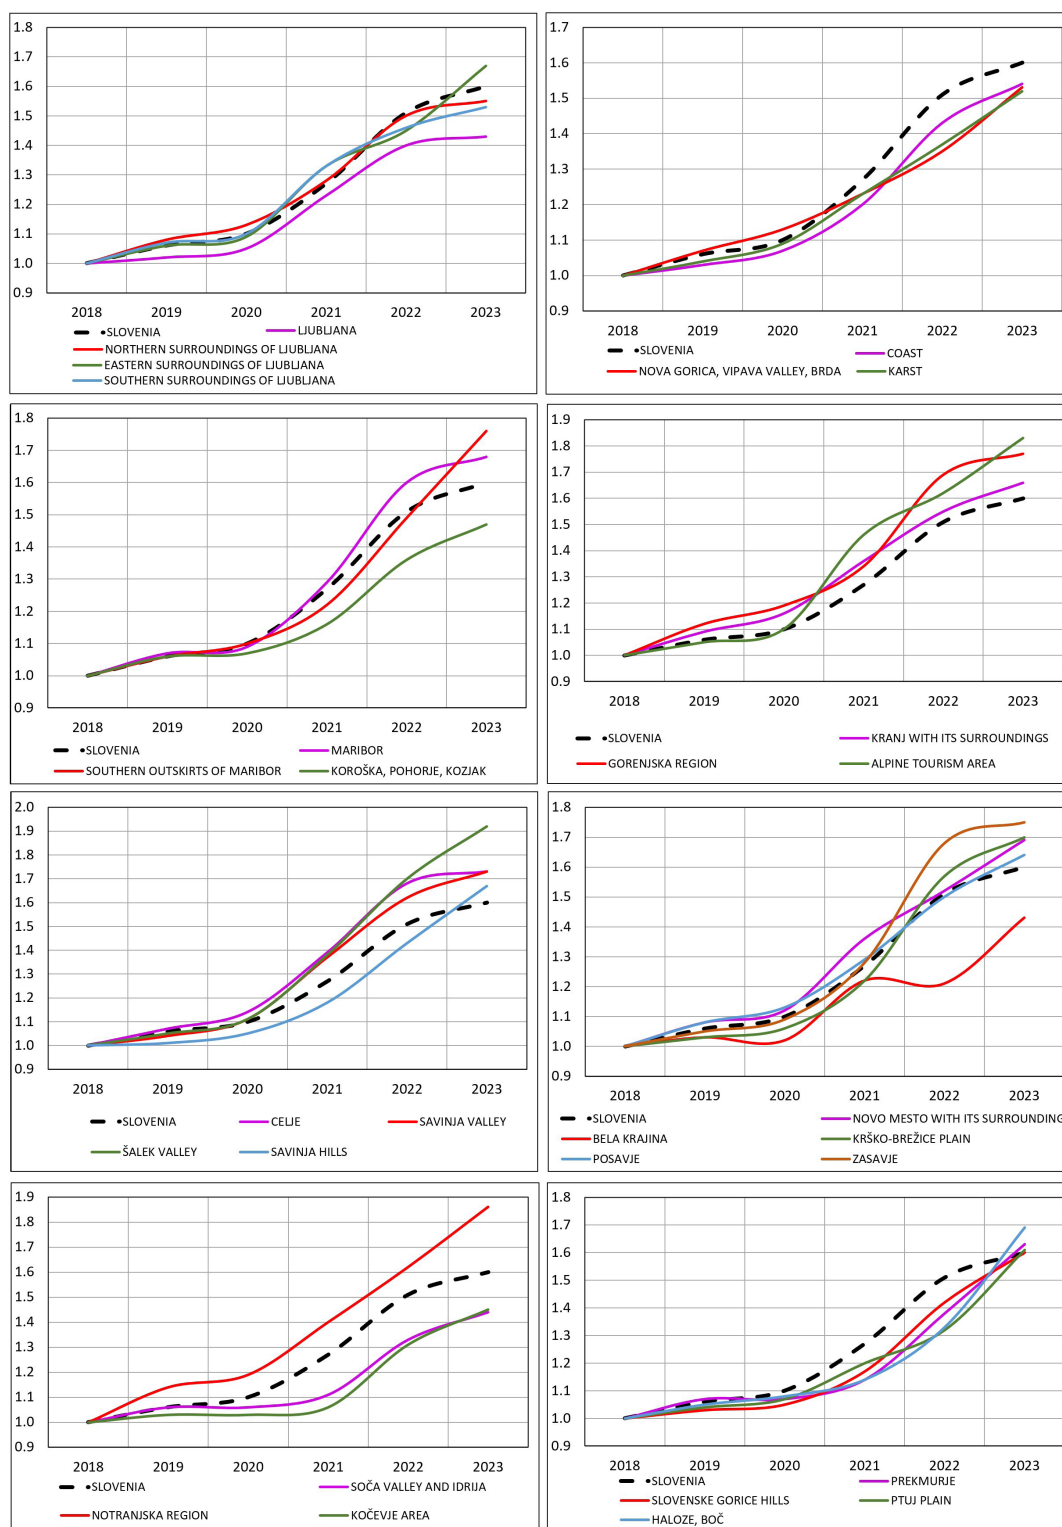 1.8
1.7
1.6
1.5
1.4
1.3
1.2
1.1
1.0
0.9
2018 2019 2020 2021 2022 2023
•SLOVENIA LJUBLJANA
NORTHERN SURROUNDINGS OF LJUBLJANA
EASTERN SURROUNDINGS OF LJUBLJANA
SOUTHERN SURROUNDINGS OF LJUBLJANA
1.7
1.6
1.5
1.4
1.3
1.2
1.1
1.0
0.9
2018 2019 2020 2021 2022 2023
•SLOVENIA COAST
NOVA GORICA, VIPAVA VALLEY, BRDA KARST
1.8
1.7
1.6
1.5
1.4
1.3
1.2
1.1
1.0
0.9
2018 2019 2020 2021 2022 2023
•SLOVENIA MARIBOR
SOUTHERN OUTSKIRTS OF MARIBOR KOROŠKA, POHORJE, KOZJAK
1.9
1.8
1.7
1.6
1.5
1.4
1.3
1.2
1.1
1.0
0.9
2018 2019 2020 2021 2022 2023
•SLOVENIA KRANJ WITH ITS SURROUNDINGS
GORENJSKA REGION ALPINE TOURISM AREA
2.0
1.9
1.8
1.7
1.6
1.5
1.4
1.3
1.2
1.1
1.0
0.9
2018 2019 2020 2021 2022 2023
•SLOVENIA CELJE SAVINJA VALLEY
ŠALEK VALLEY SAVINJA HILLS
1.8
1.7
1.6
1.5
1.4
1.3
1.2
1.1
1.0
0.9
2018 2019 2020 2021 2022 2023
•SLOVENIA NOVO MESTO WITH ITS SURROUNDING
BELA KRAJINA KRŠKO-BREŽICE PLAIN
POSAVJE ZASAVJE
1.9
1.8
1.7
1.6
1.5
1.4
1.3
1.2
1.1
1.0
0.9
2018 2019 2020 2021 2022 2023
•SLOVENIA SOČA VALLEY AND IDRIJA
NOTRANJSKA REGION KOČEVJE AREA
1.8
1.7
1.6
1.5
1.4
1.3
1.2
1.1
1.0
0.9
2018 2019 2020 2021 2022 2023
•SLOVENIA PREKMURJE
SLOVENSKE GORICE HILLS PTUJ PLAIN
HALOZE, BOČ